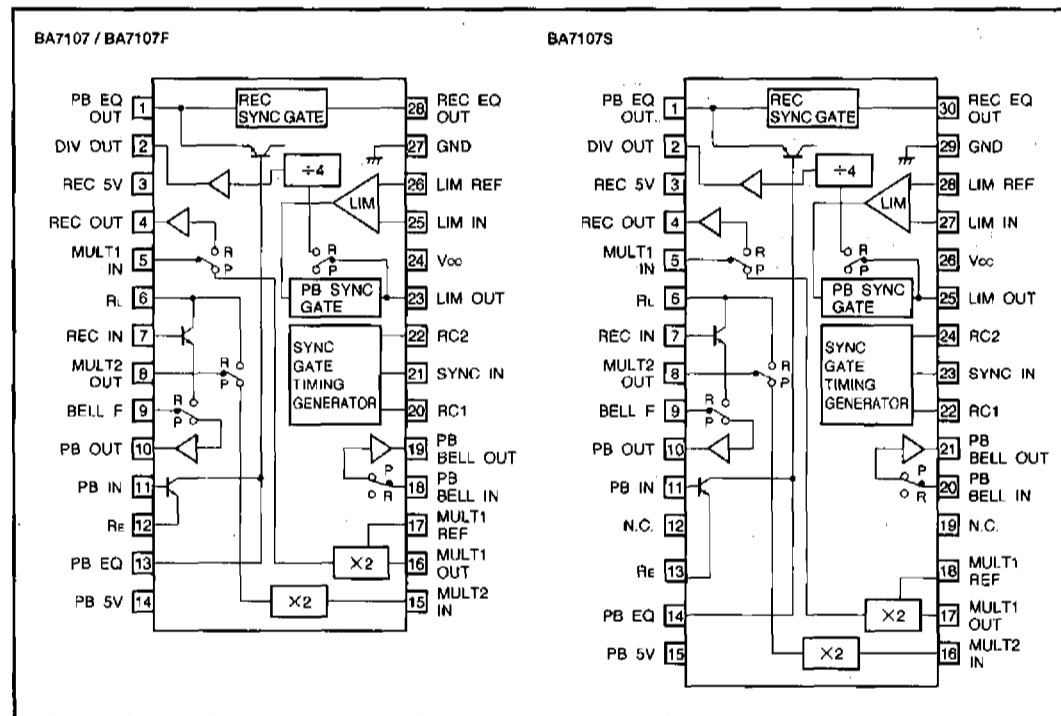 BA7107 / BA7107F
PB EQ
OUT
1
DIV OUT 2
REC 5V 3
REC OUT 4
MULT1
IN
5
RL 6
REC IN 7
MULT2
OUT
8
BELL F 9
PB OUT 10
PB IN 11
RE 12
PB EQ 13
PB 5V 14
REC
SYNC GATE
÷4
LIM
R
P
R
P
PB SYNC
GATE
SYNC
GATE
TIMING
GENERATOR
R
P
R
P
P
R
×2
×2
28 REC EQ
OUT
27 GND
26 LIM REF
25 LIM IN
24 Vcc
23 LIM OUT
22 RC2
21 SYNC IN
20 RC1
19 PB
BELL OUT
18 PB
BELL IN
17 MULT1
REF
16 MULT1
OUT
15 MULT2
IN
BA7107S
PB EQ
OUT
1
DIV OUT 2
REC 5V 3
REC OUT 4
MULT1
IN
5
RL 6
REC IN 7
MULT2
OUT
8
BELL F 9
PB OUT 10
PB IN 11
N.C. 12
RE 13
PB EQ 14
PB 5V 15
REC
SYNC GATE
÷4
LIM
R
P
R
P
PB SYNC
GATE
SYNC
GATE
TIMING
GENERATOR
R
P
R
P
P
R
×2
×2
30 REC EQ
OUT
29 GND
28 LIM REF
27 LIM IN
26 Vcc
25 LIM OUT
24 RC2
23 SYNC IN
22 RC1
21 PB
BELL OUT
20 PB
BELL IN
19 N.C.
18 MULT1
REF
17 MULT1
OUT
16 MULT2
IN